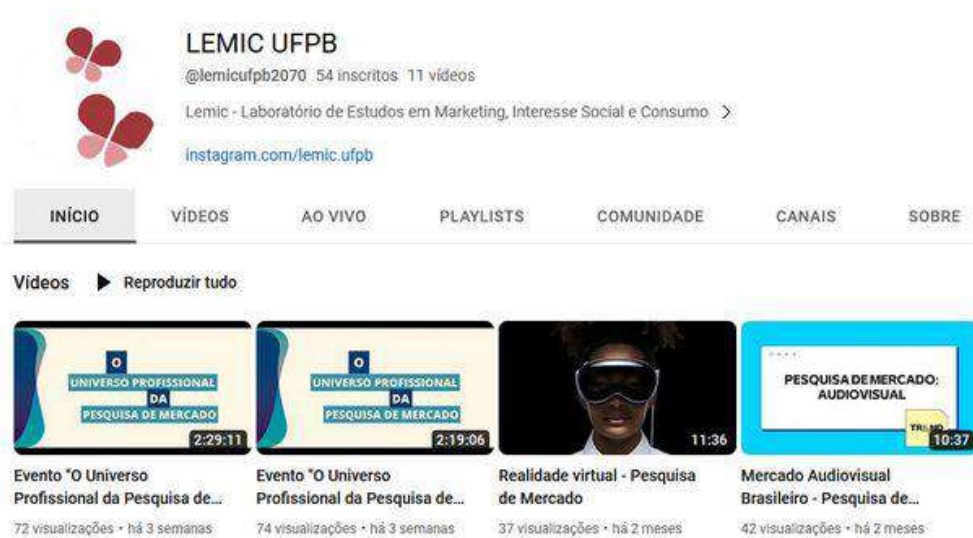 LEMIC UFPB
@lemicufpb2070 54 inscritos 11 vídeos
Lemic - Laboratório de Estudos em Marketing, Interesse Social e Consumo >
instagram.com/lemic.ufpb
INÍCIO VÍDEOS AO VIVO PLAYLISTS COMUNIDADE CANAIS SOBRE
Vídeos Reproduzir tudo
O
UNIVERSO PROFISSIONAL
DA
PESQUISA DE MERCADO
2:29:11
O
UNIVERSO PROFISSIONAL
DA
PESQUISA DE MERCADO
2:19:06
11:36
PESQUISA DE MERCADO:
AUDIOVISUAL
10:37
Evento "O Universo
Profissional da Pesquisa de...
72 visualizações • há 3 semanas
Evento "O Universo
Profissional da Pesquisa de...
74 visualizações • há 3 semanas
Realidade virtual - Pesquisa
de Mercado
37 visualizações • há 2 meses
Mercado Audiovisual
Brasileiro - Pesquisa de...
42 visualizações • há 2 meses